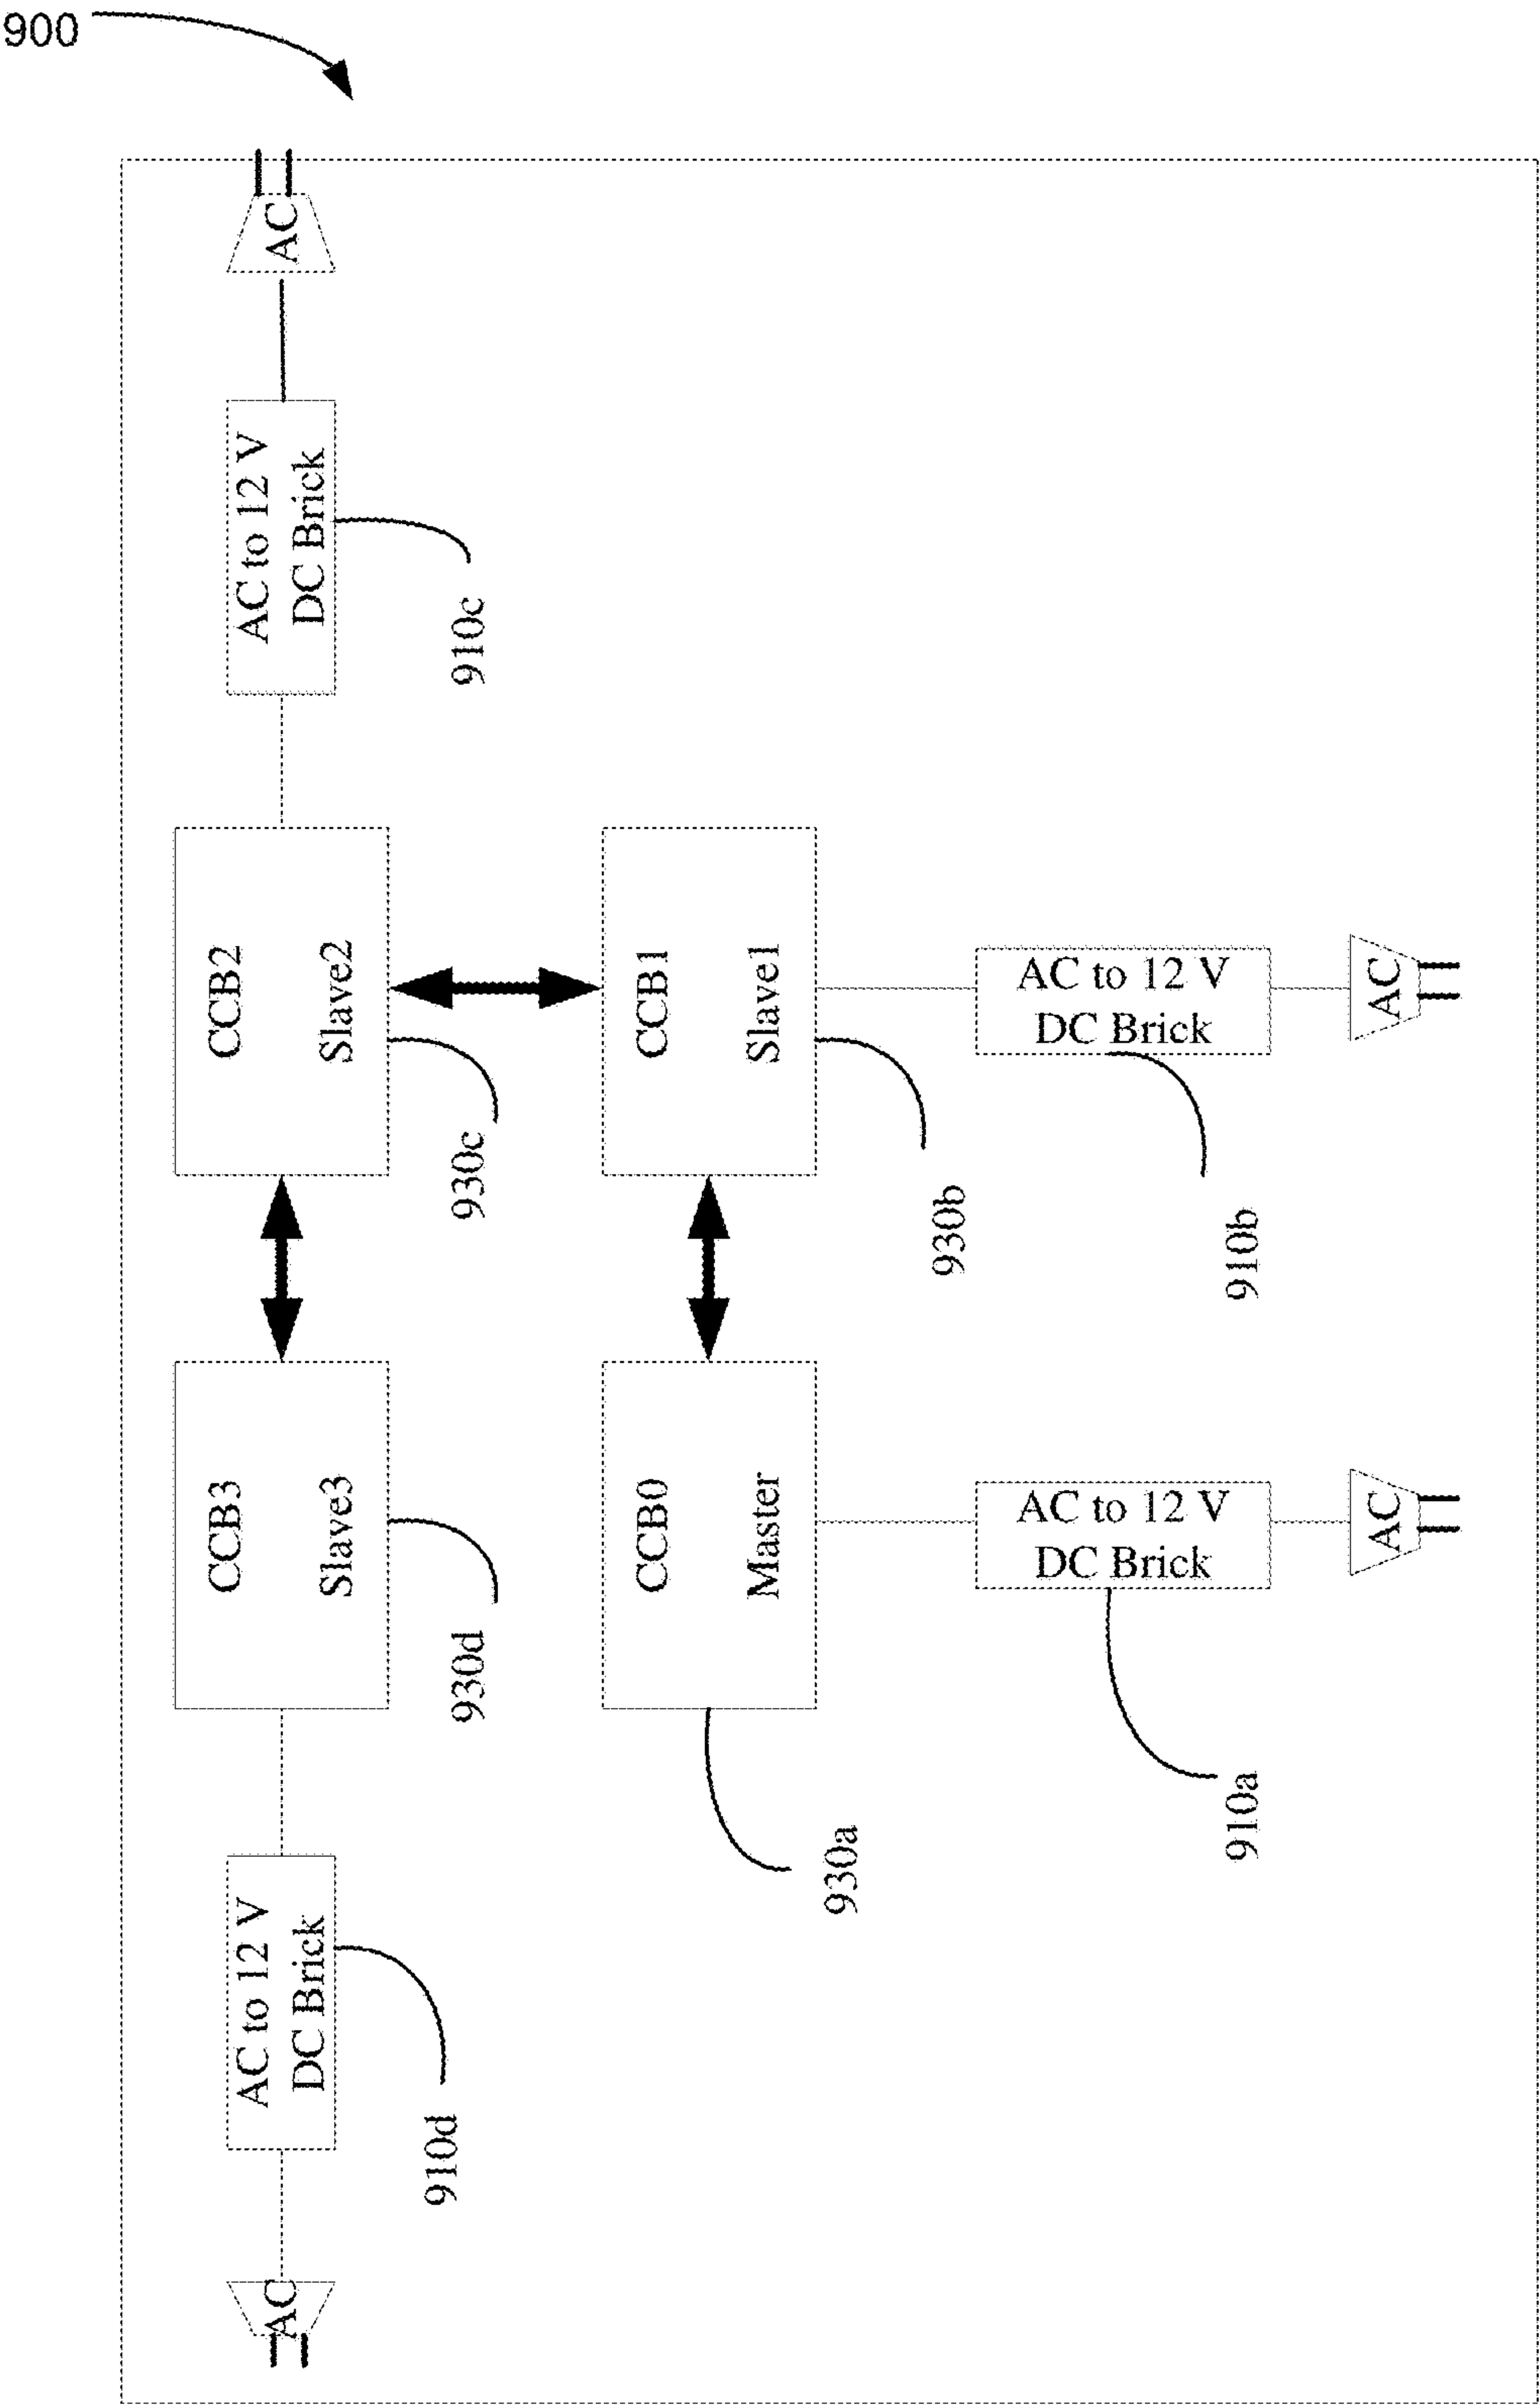 900
AC
AC to 12 V
DC Brick
910c
CCB2
Slave2
930c
CCB1
Slave1
930b
AC to 12 V
DC Brick
910b
AC
CCB3
Slave3
930d
CCB0
Master
930a
AC to 12 V
DC Brick
910a
AC
AC to 12 V
DC Brick
910d
AC